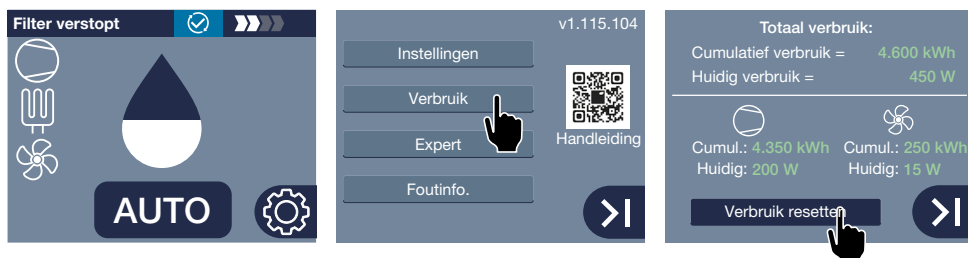 Filter verstopt
AUTO
v1.115.104
Instellingen
Verbruik
Expert
Foutinfo.
Handleiding
Totaal verbruik:
Cumulatief verbruik = 4.600 kWh
Huidig verbruik = 450 W
Cumul.: 4.350 kWh Cumul.: 250 kWh
Huidig: 200 W Huidig: 15 W
Verbruik resetten